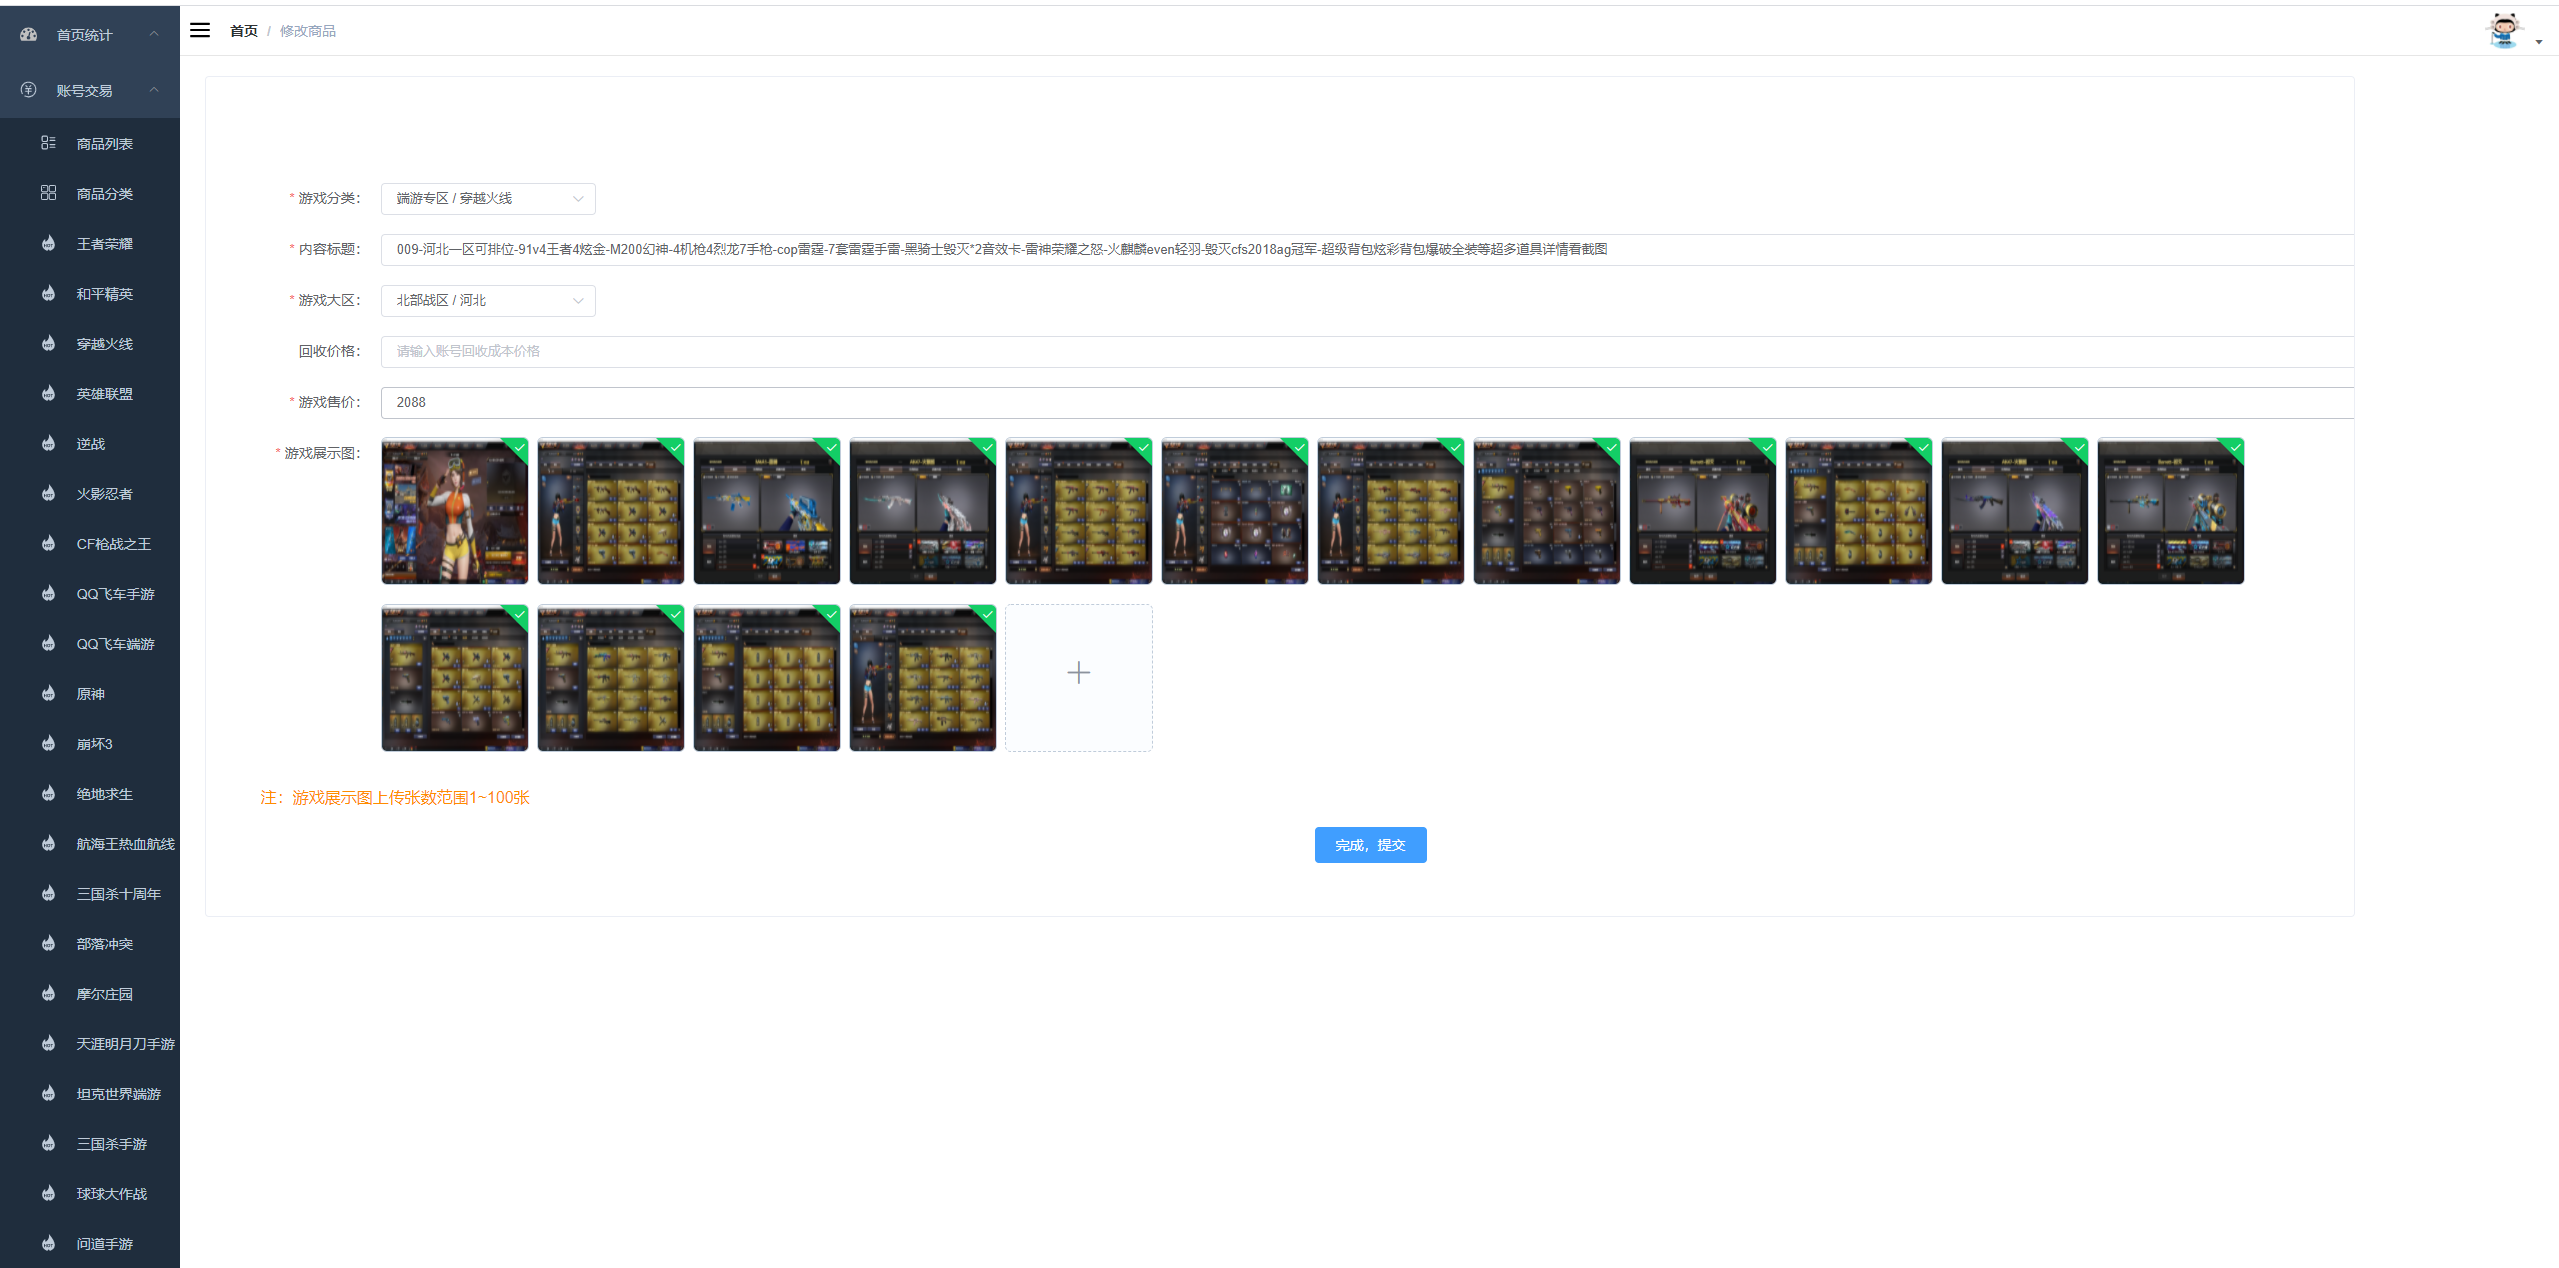 首页统计
账号交易
商品列表
商品分类
王者荣耀
和平精英
穿越火线
英雄联盟
逆战
火影忍者
CF枪战之王
QQ飞车手游
QQ飞车端游
原神
崩坏3
绝地求生
航海王热血航线
三国杀十周年
部落冲突
摩尔庄园
天涯明月刀手游
坦克世界端游
三国杀手游
球球大作战
问道手游
首页 / 修改商品
* 游戏分类： 端游专区 / 穿越火线
* 内容标题： 009-河北一区可排位-91v4王者4炫金-M200幻神-4机枪4烈龙7手枪-cop雷霆-7套雷霆手雷-黑骑士毁灭*2音效卡-雷神荣耀之怒-火麒麟even轻羽-毁灭cfs2018ag冠军-超级背包炫彩背包爆破全装等超多道具详情看截图
* 游戏大区： 北部战区 / 河北
回收价格： 请输入账号回收成本价格
* 游戏售价： 2088
* 游戏展示图：
注：游戏展示图上传张数范围1~100张
完成，提交